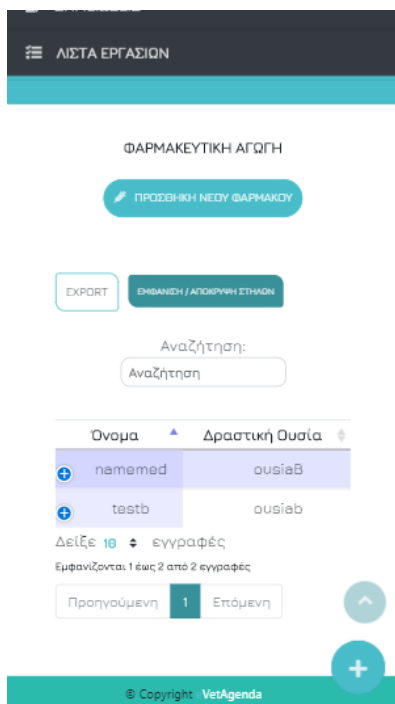 ΛΙΣΤΑ ΕΡΓΑΣΙΩΝ
ΦΑΡΜΑΚΕΥΤΙΚΗ ΑΓΩΓΗ
ΠΡΟΣΘΗΚΗ ΝΕΟΥ ΦΑΡΜΑΚΟΥ
EXPORT ΕΜΦΑΝΙΣΗ / ΑΠΟΚΡΥΨΗ ΣΤΗΛΩΝ
Αναζήτηση:
Αναζήτηση
Όνομα Δραστική Ουσία
namemed ousiaB
testb ousiab
Δείξε 10 εγγραφές
Εμφανίζονται 1 έως 2 από 2 εγγραφές
Προηγούμενη 1 Επόμενη
© Copyright VetAgenda